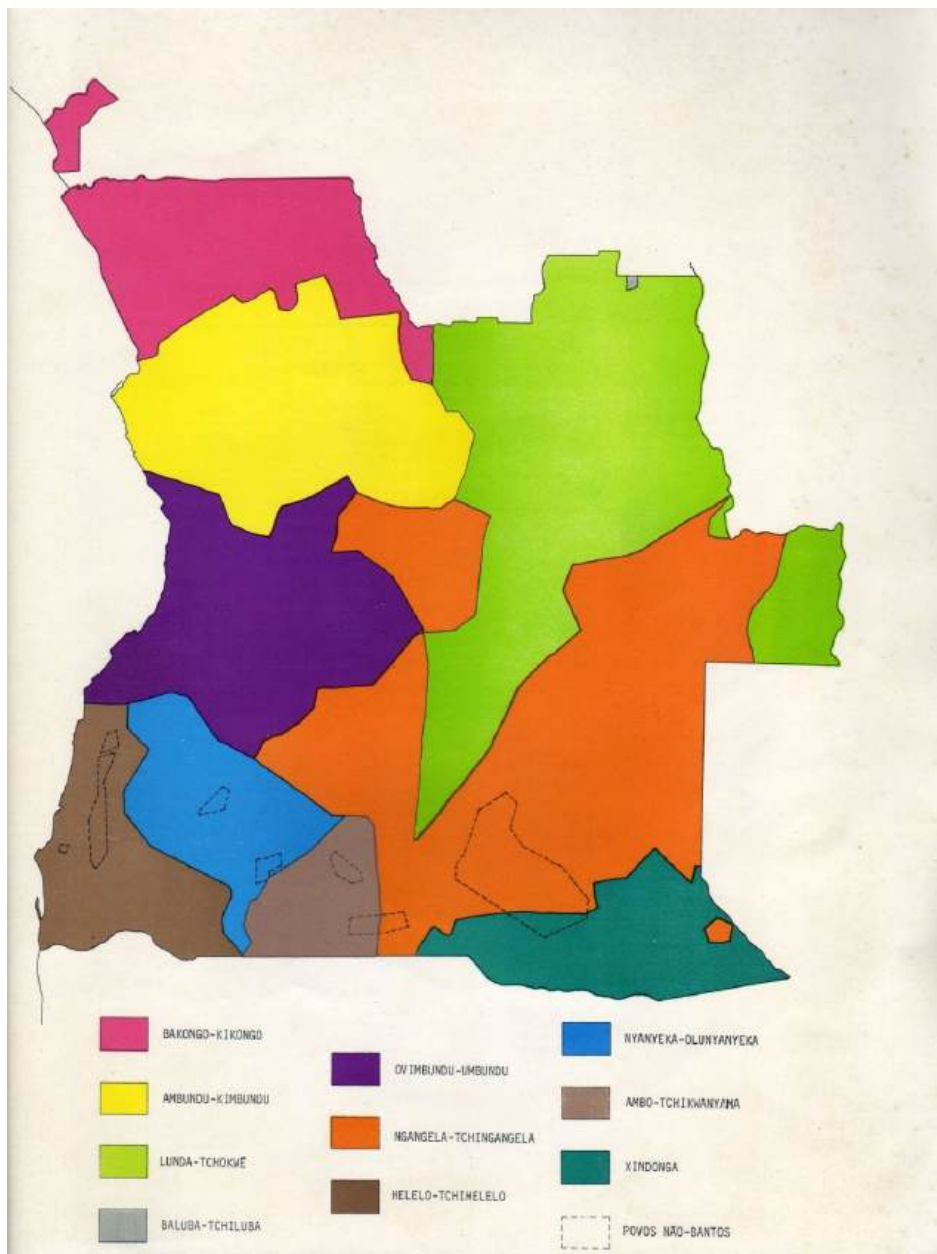 BAKONGO-KIKONGO
AMBUNDU-KIMBUNDU
LUNDA-TCHOKWÉ
BALUBA-TCHILUBA
OVIMBUNDU-UMBUNDU
NGANGELA-TCHINGANGELA
HELELO-TCHIHELELO
NYANYEKA-OLUNYANYEKA
AMBO-TCHIKWANYAMA
XINDONGA
POVOS NÃO-BANTOS